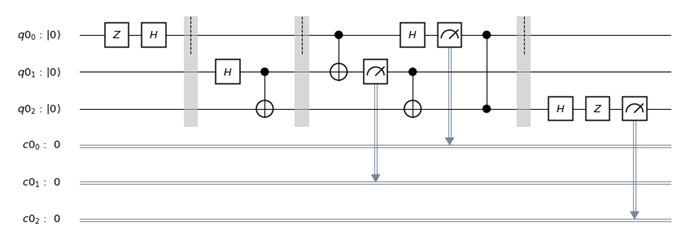 q0₀ : |0⟩ Z H H
q0₁ : |0⟩ H
q0₂ : |0⟩ H Z
c0₀ : 0
c0₁ : 0
c0₂ : 0